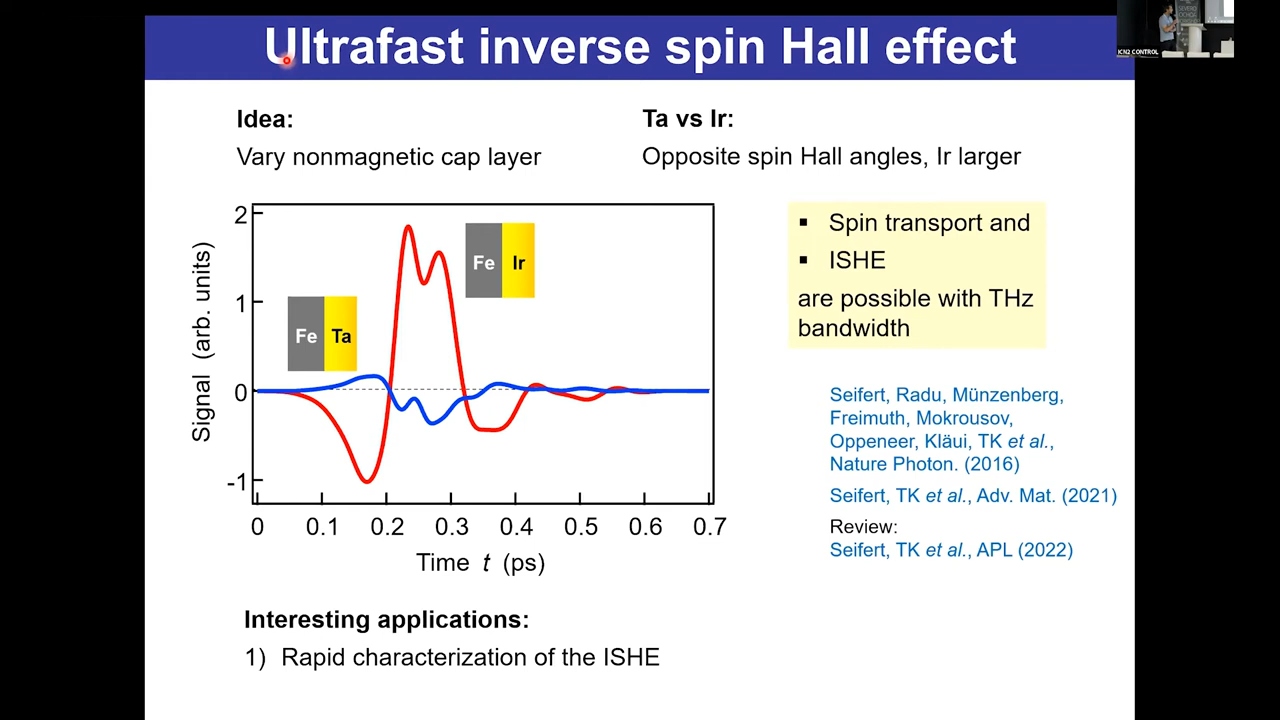 Ultrafast inverse spin Hall effect
ICN2 CONTROL
SEVERO
OCHOA
Idea:
Vary nonmagnetic cap layer
Ta vs Ir:
Opposite spin Hall angles, Ir larger
Signal (arb. units)
2
1
0
-1
Fe Ta
Fe Ir
0 0.1 0.2 0.3 0.4 0.5 0.6 0.7
Time t (ps)
▪ Spin transport and
▪ ISHE
are possible with THz
bandwidth
Seifert, Radu, Münzenberg,
Freimuth, Mokrousov,
Oppeneer, Kläui, TK et al.,
Nature Photon. (2016)
Seifert, TK et al., Adv. Mat. (2021)
Review:
Seifert, TK et al., APL (2022)
Interesting applications:
1) Rapid characterization of the ISHE